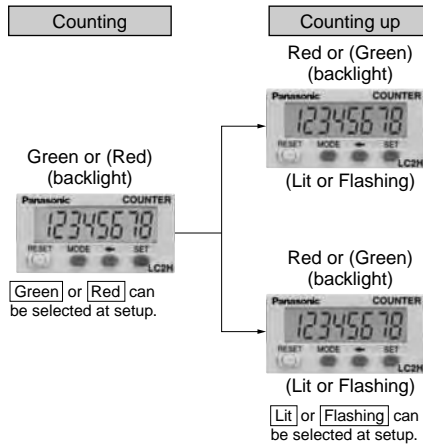 Counting
Counting up
Red or (Green)
(backlight)
Panasonic COUNTER
12345678
RESET MODE SET
LC2H
(Lit or Flashing)
Green or (Red)
(backlight)
Panasonic COUNTER
12345678
RESET MODE SET
LC2H
Green or Red can
be selected at setup.
Red or (Green)
(backlight)
Panasonic COUNTER
12345678
RESET MODE SET
LC2H
(Lit or Flashing)
Lit or Flashing can
be selected at setup.